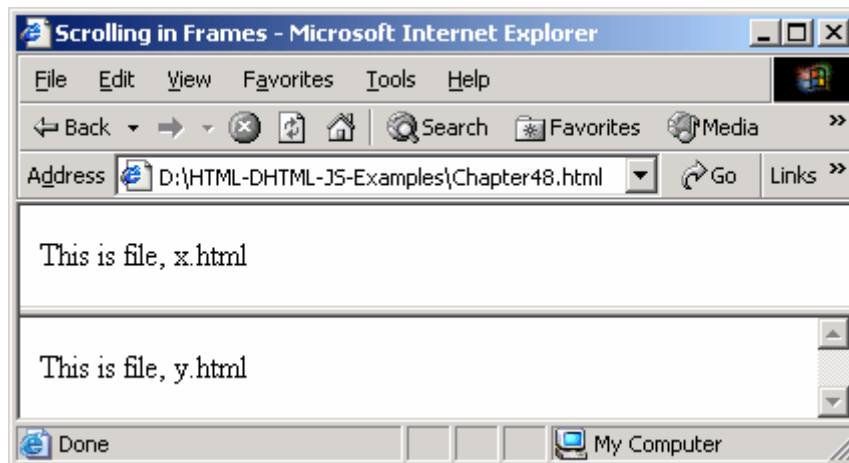 Scrolling in Frames - Microsoft Internet Explorer
File Edit View Favorites Tools Help
Back Search Favorites Media »
Address D:\HTML-DHTML-JS-Examples\Chapter48.html Go Links »
This is file, x.html
This is file, y.html
Done My Computer